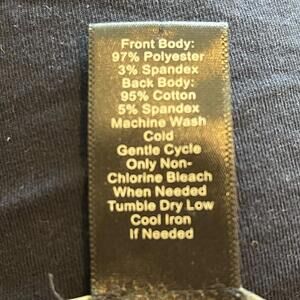 Front Body:
97% Polyester
3% Spandex
Back Body:
95% Cotton
5% Spandex
Machine Wash
Cold
Gentle Cycle
Only Non-
Chlorine Bleach
When Needed
Tumble Dry Low
Cool Iron
If Needed